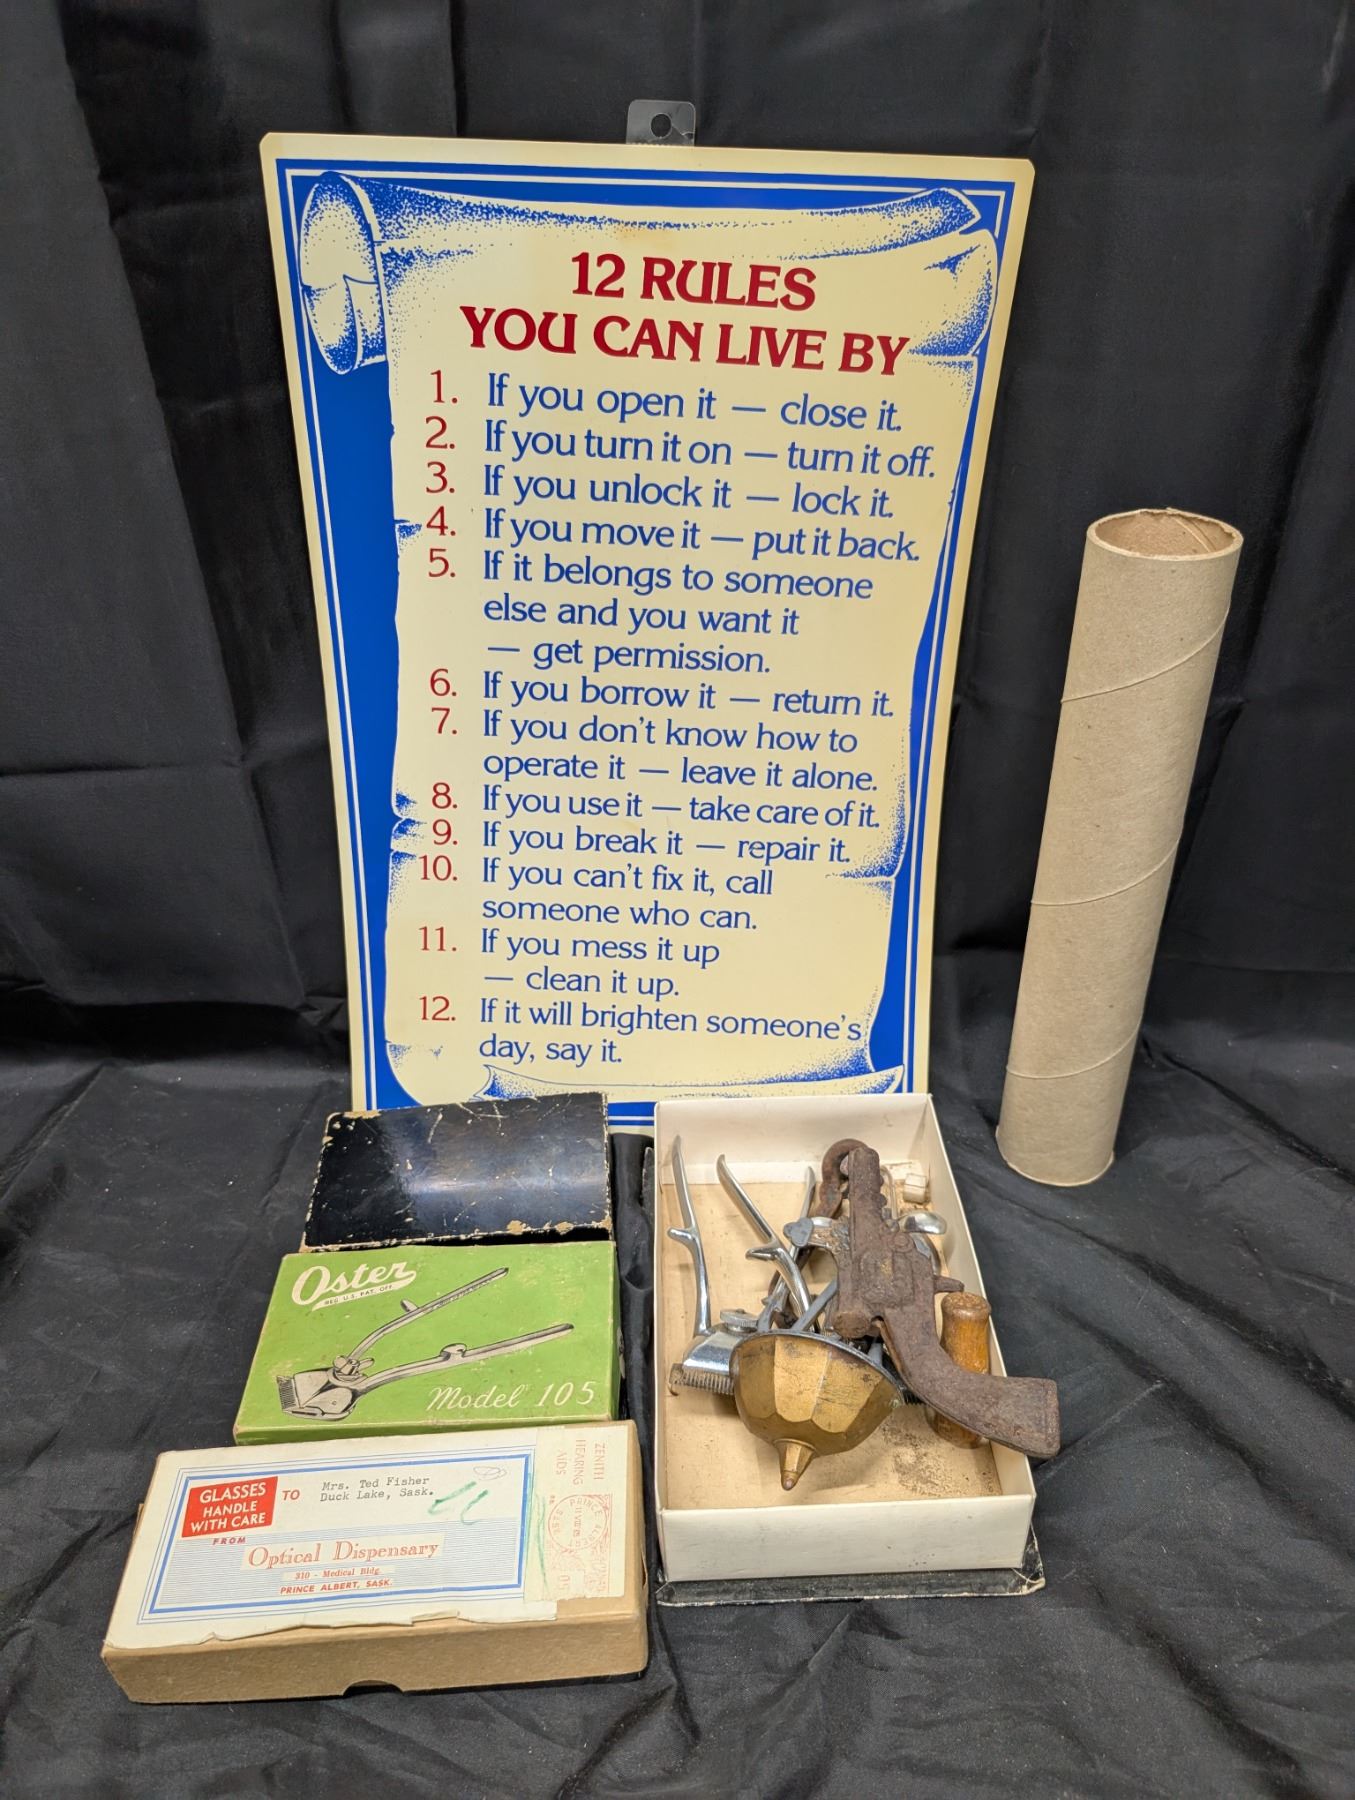 12 RULES
YOU CAN LIVE BY
1. If you open it — close it.
2. If you turn it on — turn it off.
3. If you unlock it — lock it.
4. If you move it — put it back.
5. If it belongs to someone
else and you want it
— get permission.
6. If you borrow it — return it.
7. If you don't know how to
operate it — leave it alone.
8. If you use it — take care of it.
9. If you break it — repair it.
10. If you can't fix it, call
someone who can.
11. If you mess it up
— clean it up.
12. If it will brighten someone's
day, say it.
Oster
REG. U.S. PAT. OFF.
Model 105
GLASSES
HANDLE
WITH CARE
TO
Mrs. Ted Fisher
Duck Lake, Sask.
FROM
Optical Dispensary
310 - Medical Bldg.
PRINCE ALBERT, SASK.
ZENITH
HEARING
AIDS
PRINCE